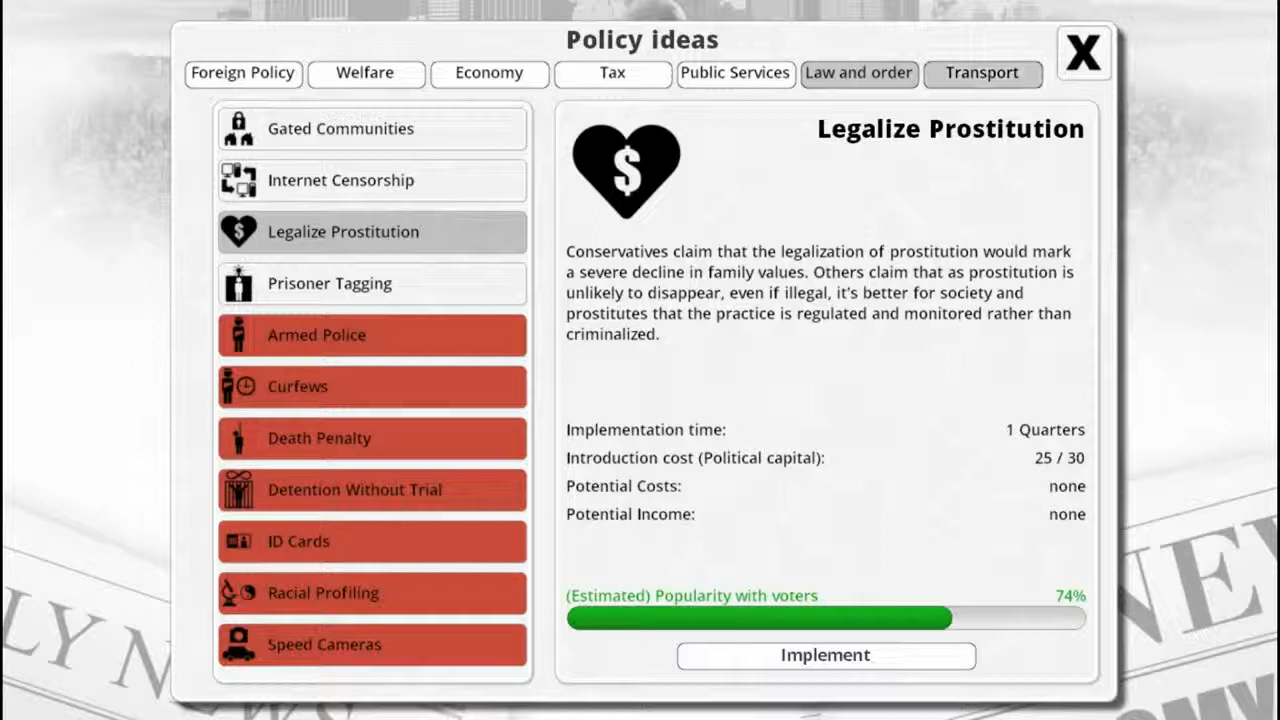 Policy ideas
X
Foreign Policy
Welfare
Economy
Tax
Public Services
Law and order
Transport
Gated Communities
Internet Censorship
Legalize Prostitution
Prisoner Tagging
Armed Police
Curfews
Death Penalty
Detention Without Trial
ID Cards
Racial Profiling
Speed Cameras
Legalize Prostitution
$
Conservatives claim that the legalization of prostitution would mark
a severe decline in family values. Others claim that as prostitution is
unlikely to disappear, even if illegal, it's better for society and
prostitutes that the practice is regulated and monitored rather than
criminalized.
Implementation time: 1 Quarters
Introduction cost (Political capital): 25 / 30
Potential Costs: none
Potential Income: none
(Estimated) Popularity with voters 74%
Implement
LY NEWS
NEW
OMY